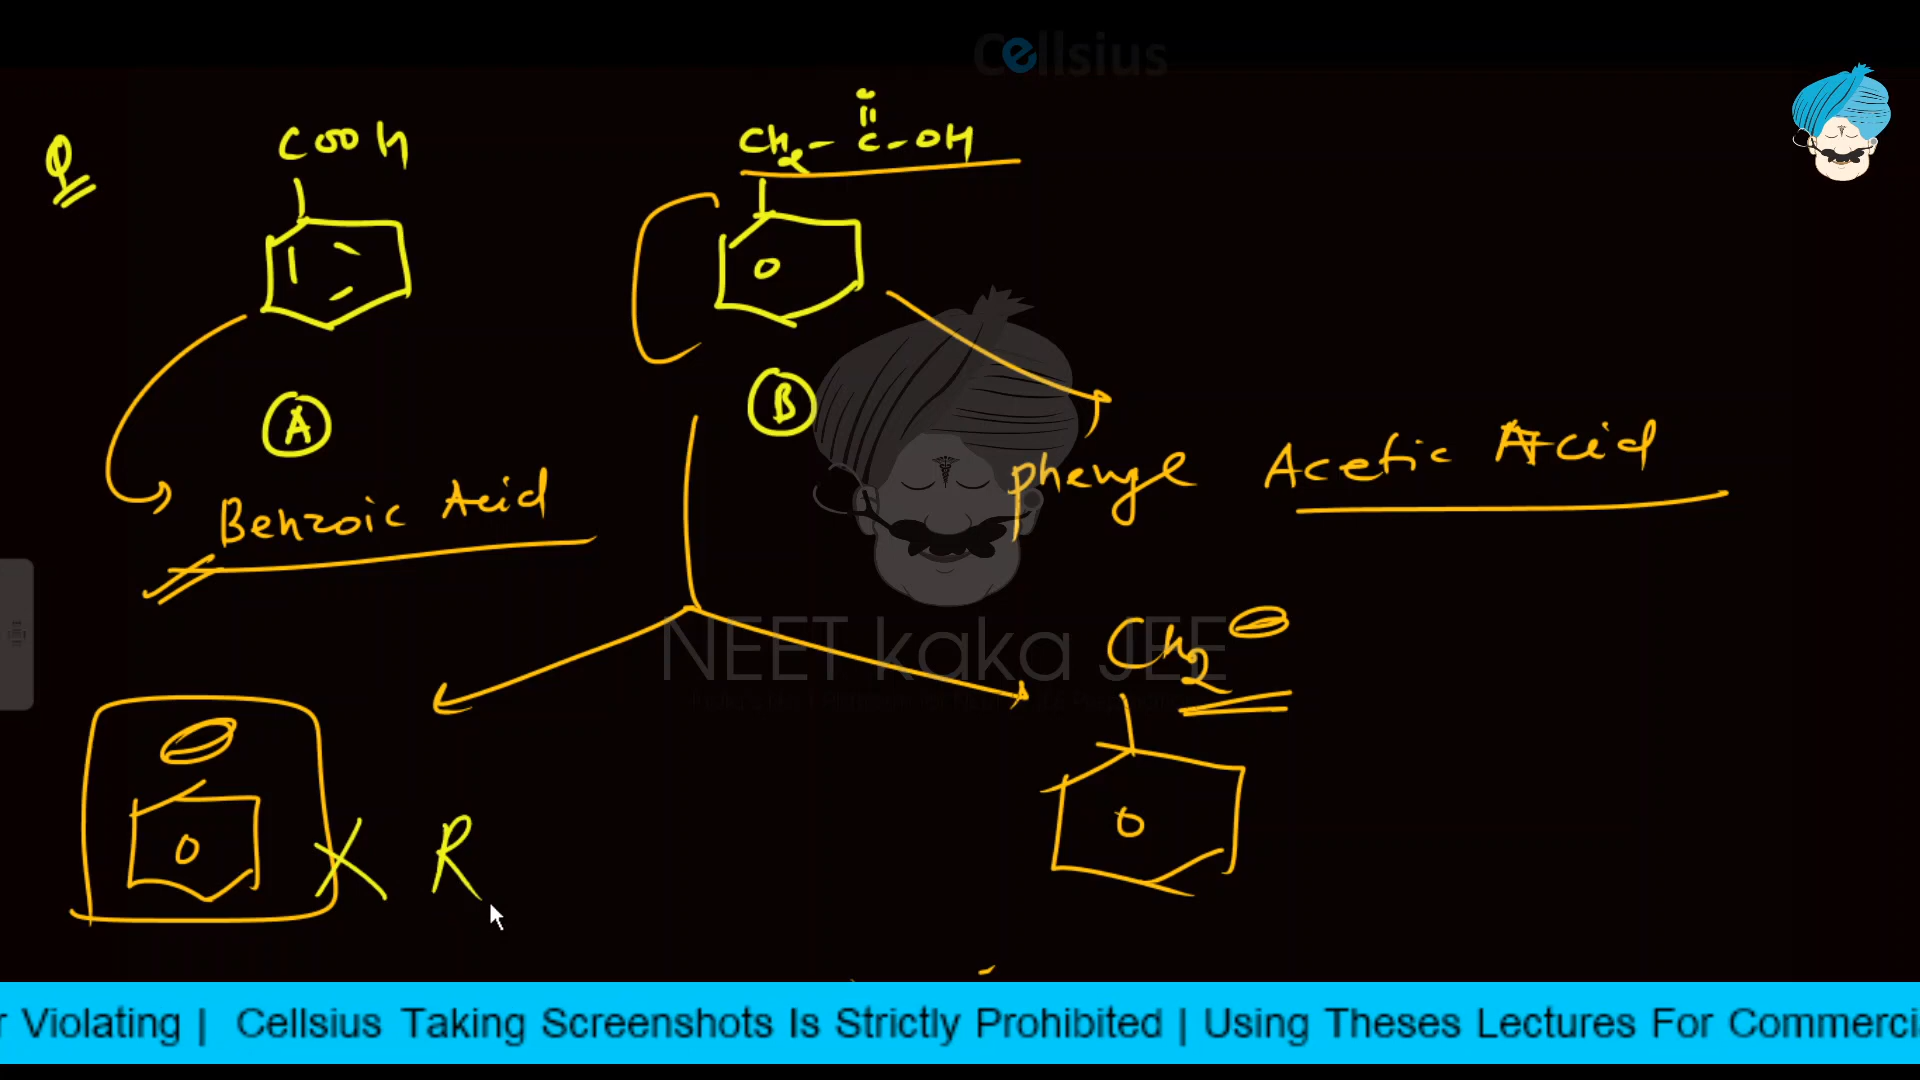 Cellsius
Q
COOH
CH2-C-OH
O
A
B
Benzoic Acid
phenyl Acetic Acid
NEET kaka JEE
CH2
O
X R
O
r Violating | Cellsius Taking Screenshots Is Strictly Prohibited | Using Theses Lectures For Commerci